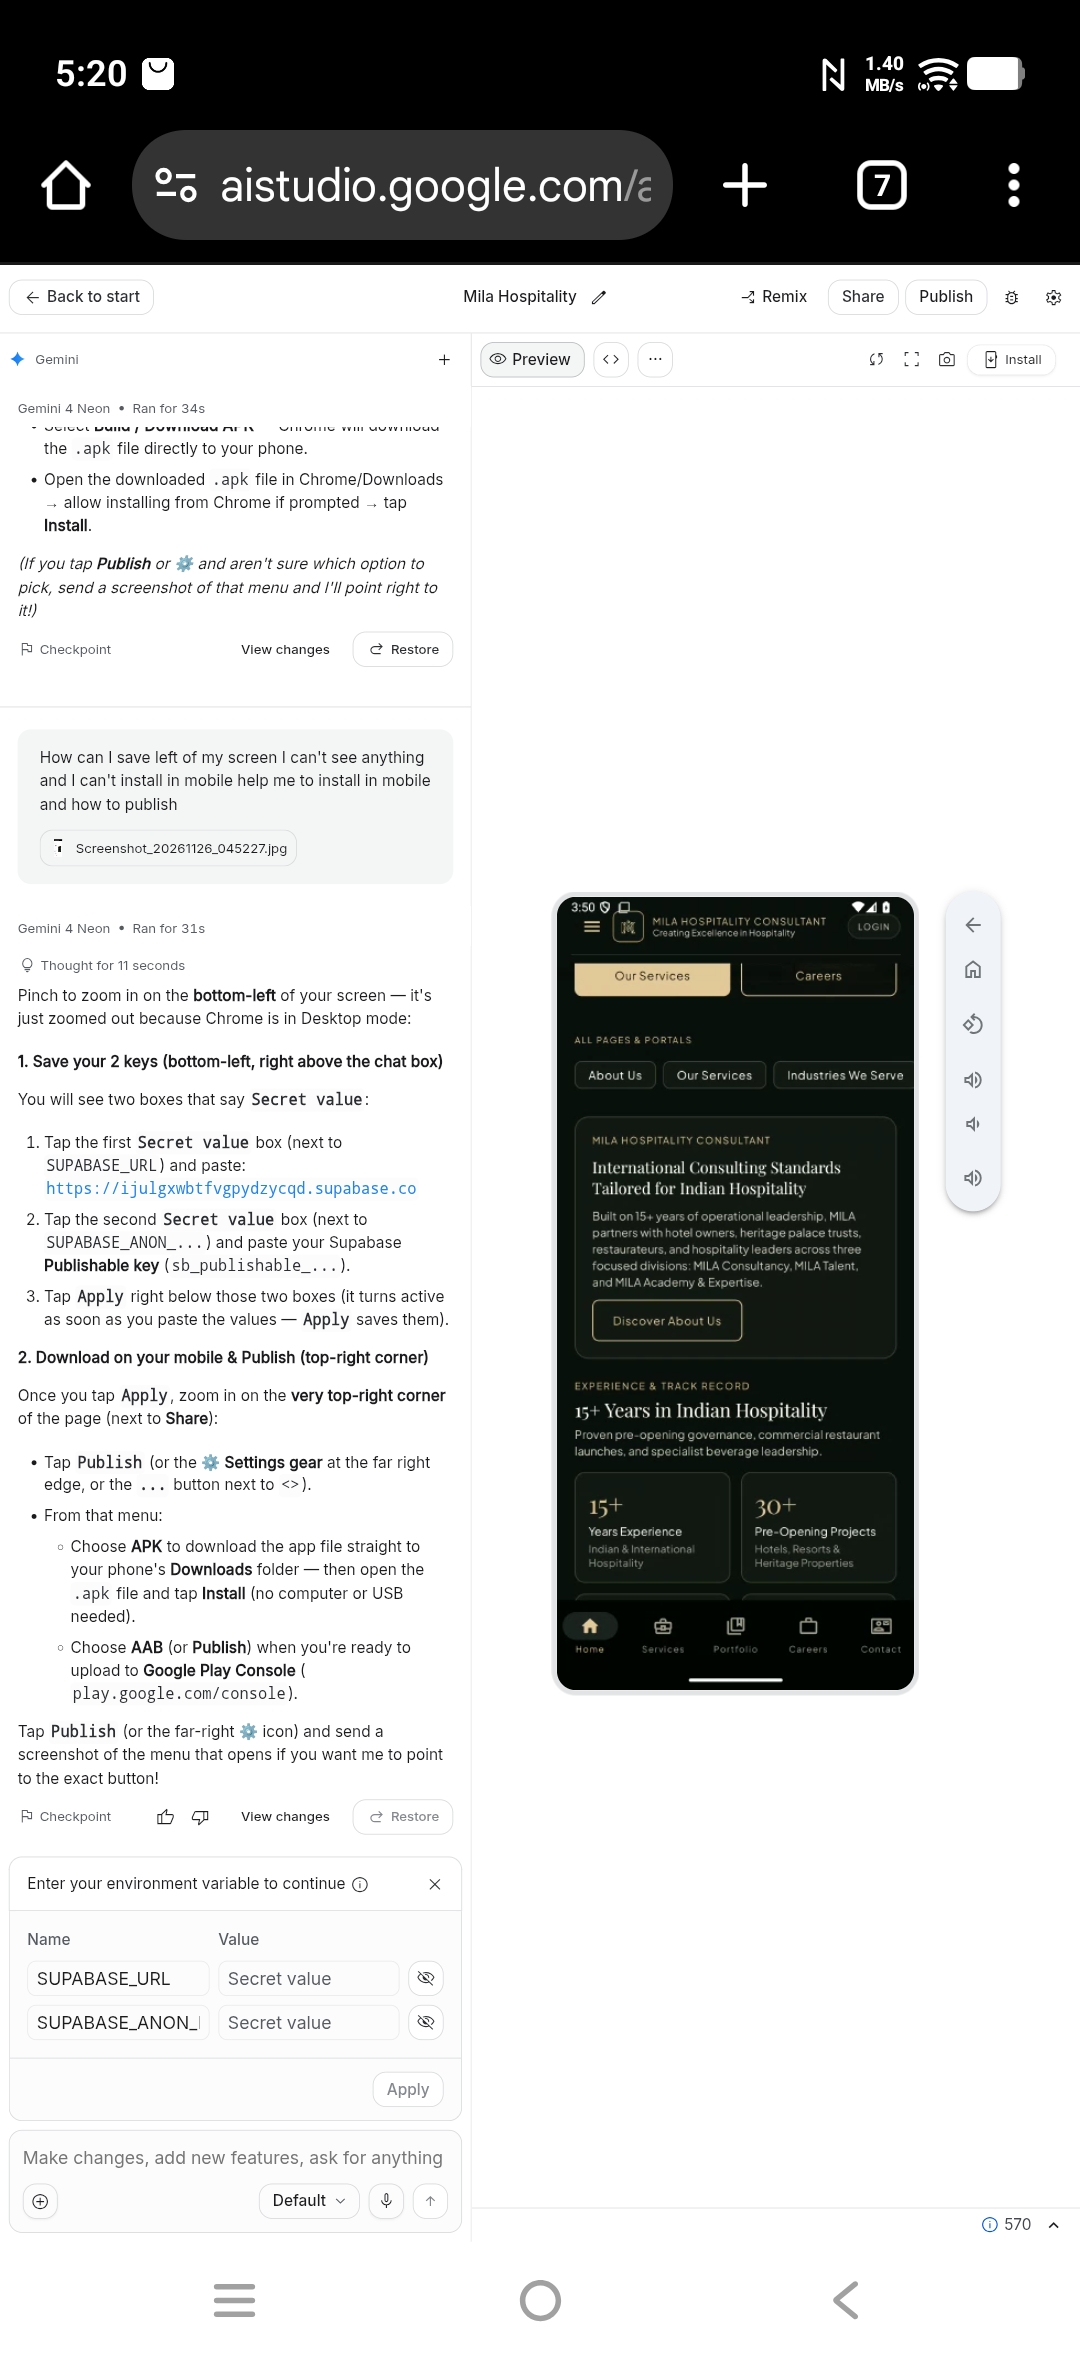 5:20
1.40
MB/s
aistudio.google.com/a
7
Back to start
Mila Hospitality
Remix
Share
Publish
Gemini
Preview
Install
Gemini 4 Neon • Ran for 34s
Select Build / Download APK — Chrome will download
the .apk file directly to your phone.
• Open the downloaded .apk file in Chrome/Downloads
→ allow installing from Chrome if prompted → tap
Install.
(If you tap Publish or ⚙️ and aren't sure which option to
pick, send a screenshot of that menu and I'll point right to
it!)
Checkpoint
View changes
Restore
How can I save left of my screen I can't see anything
and I can't install in mobile help me to install in mobile
and how to publish
Screenshot_20261126_045227.jpg
Gemini 4 Neon • Ran for 31s
Thought for 11 seconds
Pinch to zoom in on the bottom-left of your screen — it's
just zoomed out because Chrome is in Desktop mode:
1. Save your 2 keys (bottom-left, right above the chat box)
You will see two boxes that say Secret value:
1. Tap the first Secret value box (next to
SUPABASE_URL) and paste:
https://ijulgxwbtfvgpydzycqd.supabase.co
2. Tap the second Secret value box (next to
SUPABASE_ANON_...) and paste your Supabase
Publishable key (sb_publishable_...).
3. Tap Apply right below those two boxes (it turns active
as soon as you paste the values — Apply saves them).
2. Download on your mobile & Publish (top-right corner)
Once you tap Apply, zoom in on the very top-right corner
of the page (next to Share):
• Tap Publish (or the ⚙️ Settings gear at the far right
edge, or the ... button next to <>).
• From that menu:
◦ Choose APK to download the app file straight to
your phone's Downloads folder — then open the
.apk file and tap Install (no computer or USB
needed).
◦ Choose AAB (or Publish) when you're ready to
upload to Google Play Console (
play.google.com/console).
Tap Publish (or the far-right ⚙️ icon) and send a
screenshot of the menu that opens if you want me to point
to the exact button!
Checkpoint
View changes
Restore
Enter your environment variable to continue
Name
Value
SUPABASE_URL
Secret value
SUPABASE_ANON_
Secret value
Apply
Make changes, add new features, ask for anything
Default
3:50
MILA HOSPITALITY CONSULTANT
Creating Excellence in Hospitality
LOGIN
Our Services
Careers
ALL PAGES & PORTALS
About Us
Our Services
Industries We Serve
MILA HOSPITALITY CONSULTANT
International Consulting Standards
Tailored for Indian Hospitality
Built on 15+ years of operational leadership, MILA
partners with hotel owners, heritage palace trusts,
restaurateurs, and hospitality leaders across three
focused divisions: MILA Consultancy, MILA Talent,
and MILA Academy & Expertise.
Discover About Us
EXPERIENCE & TRACK RECORD
15+ Years in Indian Hospitality
Proven pre-opening governance, commercial restaurant
launches, and specialist beverage leadership.
15+
Years Experience
Indian & International
Hospitality
30+
Pre-Opening Projects
Hotels, Resorts &
Heritage Properties
Home
Services
Portfolio
Careers
Contact
570